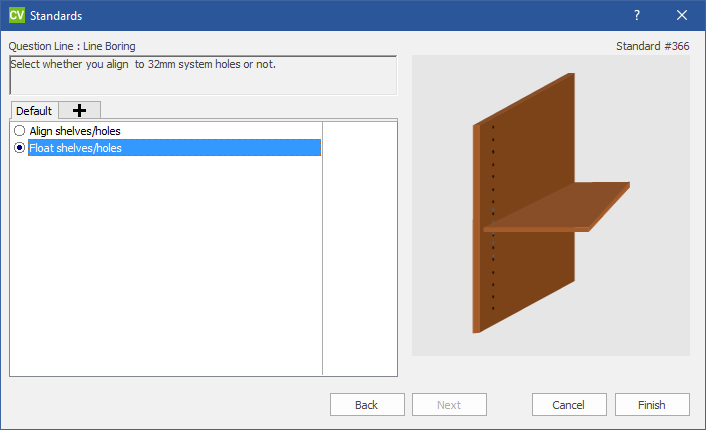 CV Standards ?
Question Line : Line Boring
Standard #366
Select whether you align  to 32mm system holes or not.
Default
Align shelves/holes
Float shelves/holes
Back Next Cancel Finish